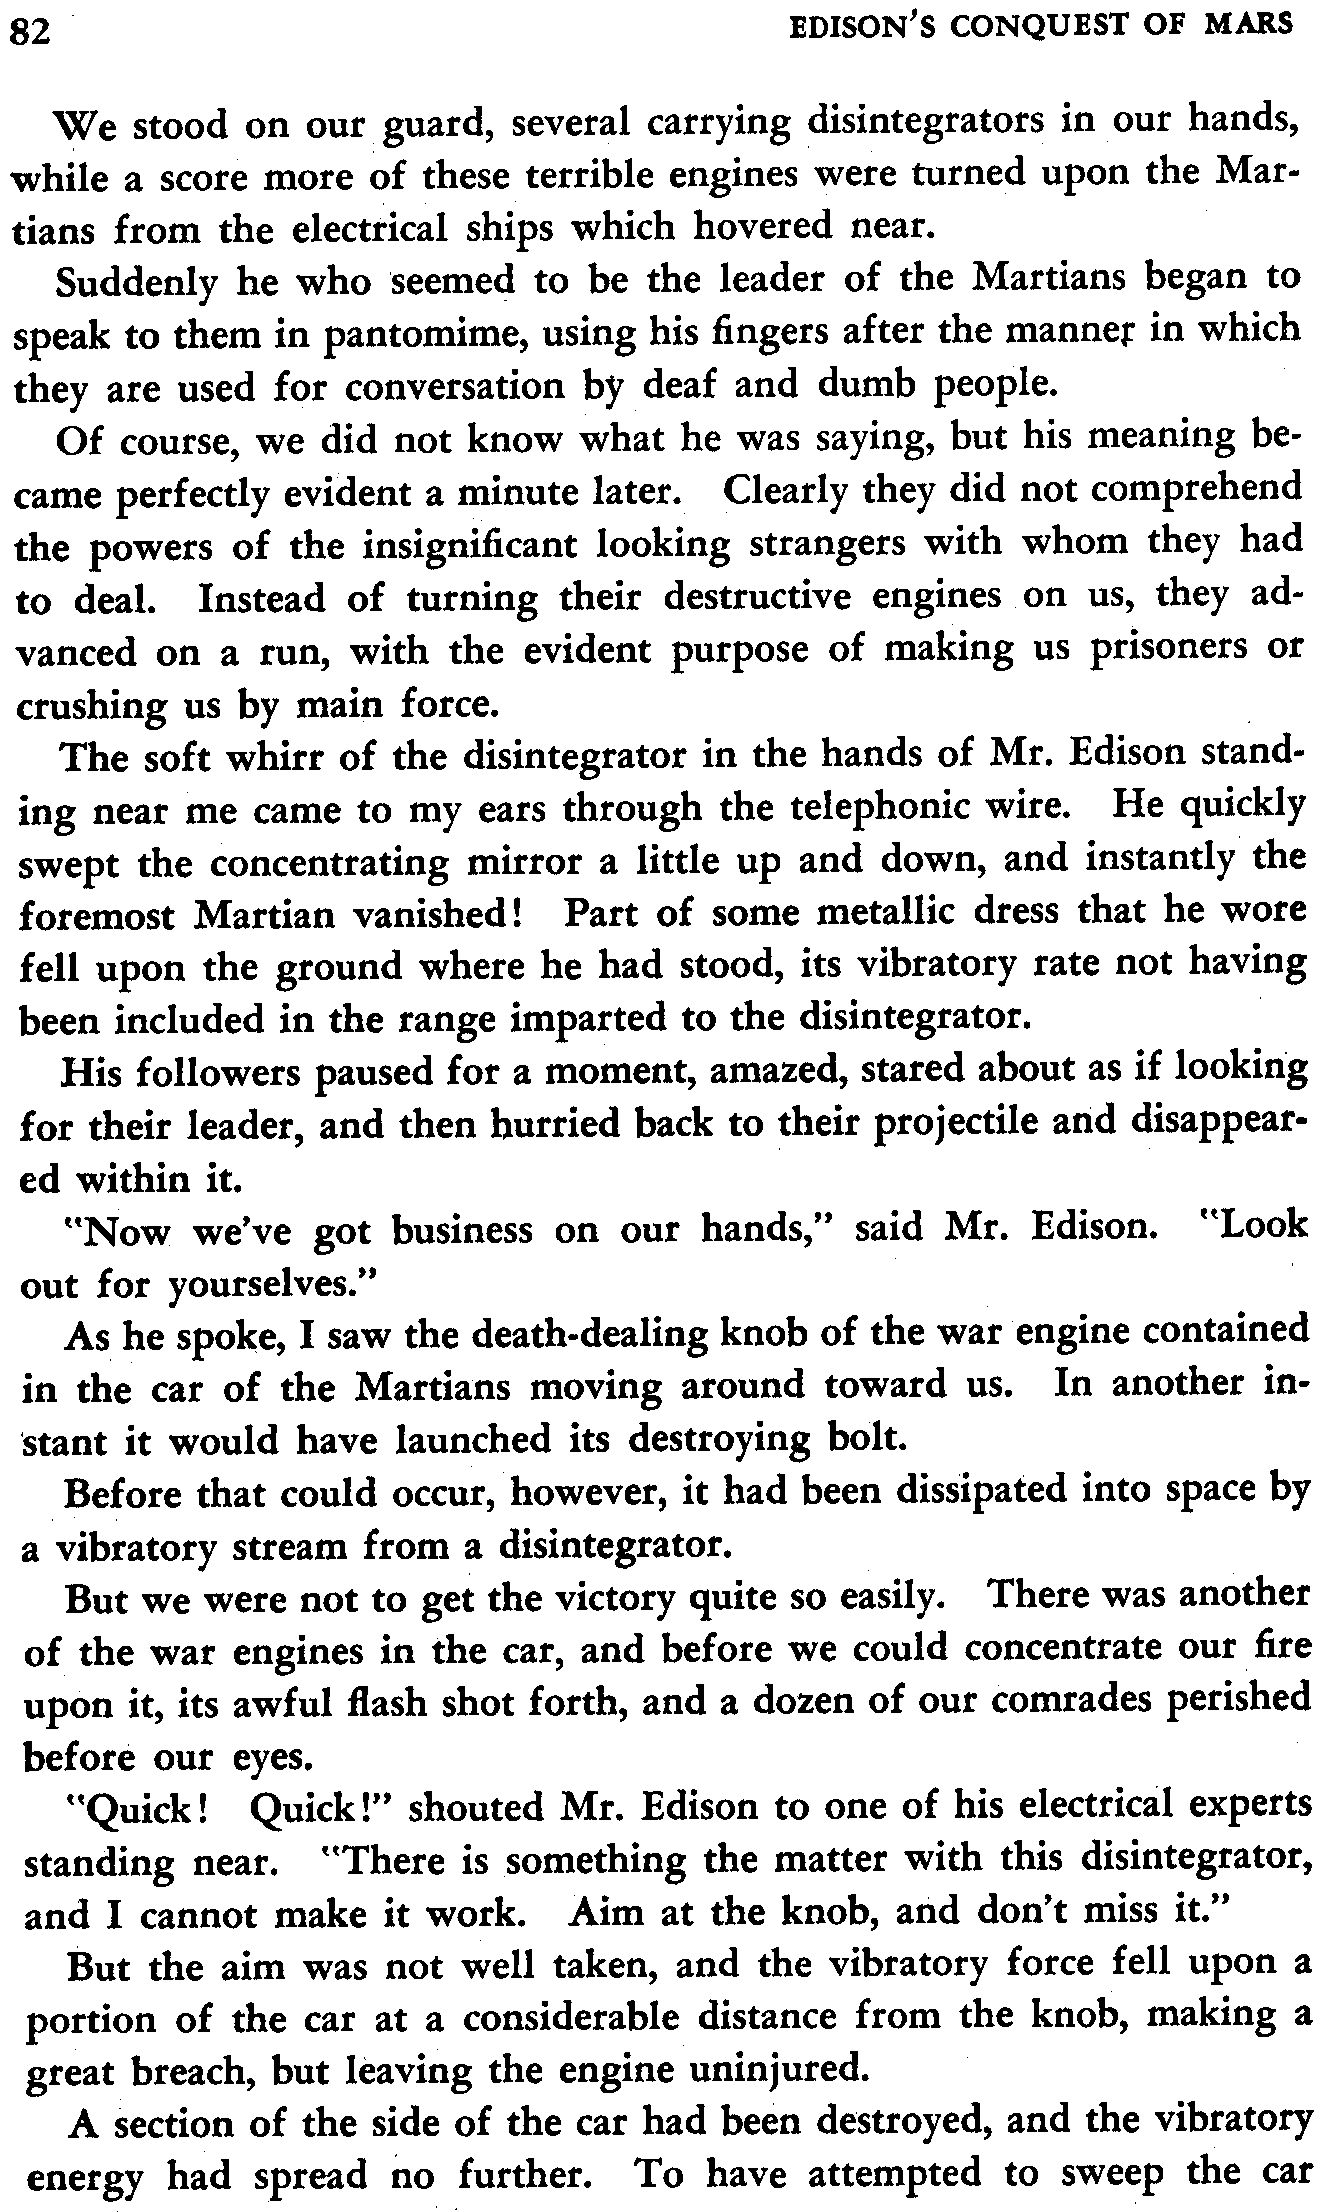 82 EDISON'S CONQUEST OF MARS
We stood on our guard, several carrying disintegrators in our hands,
while a score more of these terrible engines were turned upon the Mar-
tians from the electrical ships which hovered near.
Suddenly he who seemed to be the leader of the Martians began to
speak to them in pantomime, using his fingers after the manner in which
they are used for conversation by deaf and dumb people.
Of course, we did not know what he was saying, but his meaning be-
came perfectly evident a minute later. Clearly they did not comprehend
the powers of the insignificant looking strangers with whom they had
to deal. Instead of turning their destructive engines on us, they ad-
vanced on a run, with the evident purpose of making us prisoners or
crushing us by main force.
The soft whirr of the disintegrator in the hands of Mr. Edison stand-
ing near me came to my ears through the telephonic wire. He quickly
swept the concentrating mirror a little up and down, and instantly the
foremost Martian vanished! Part of some metallic dress that he wore
fell upon the ground where he had stood, its vibratory rate not having
been included in the range imparted to the disintegrator.
His followers paused for a moment, amazed, stared about as if looking
for their leader, and then hurried back to their projectile and disappear-
ed within it.
"Now we've got business on our hands," said Mr. Edison. "Look
out for yourselves."
As he spoke, I saw the death-dealing knob of the war engine contained
in the car of the Martians moving around toward us. In another in-
stant it would have launched its destroying bolt.
Before that could occur, however, it had been dissipated into space by
a vibratory stream from a disintegrator.
But we were not to get the victory quite so easily. There was another
of the war engines in the car, and before we could concentrate our fire
upon it, its awful flash shot forth, and a dozen of our comrades perished
before our eyes.
"Quick! Quick!" shouted Mr. Edison to one of his electrical experts
standing near. "There is something the matter with this disintegrator,
and I cannot make it work. Aim at the knob, and don't miss it."
But the aim was not well taken, and the vibratory force fell upon a
portion of the car at a considerable distance from the knob, making a
great breach, but leaving the engine uninjured.
A section of the side of the car had been destroyed, and the vibratory
energy had spread no further. To have attempted to sweep the car